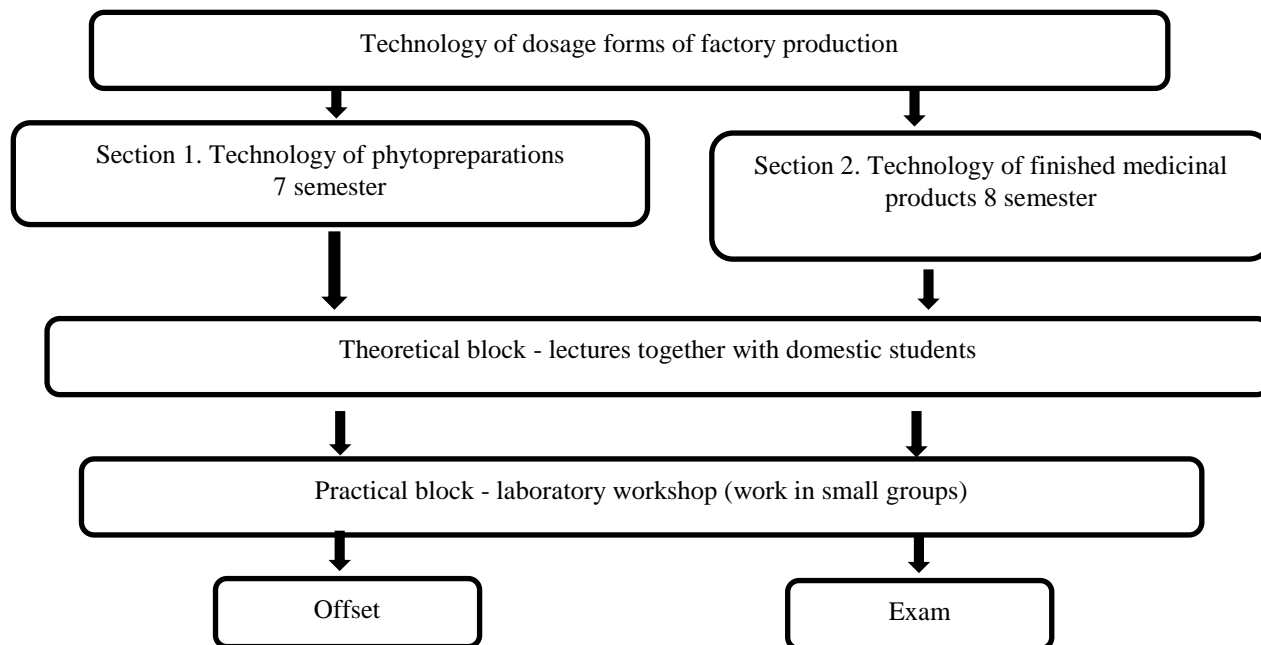 Technology of dosage forms of factory production
Section 1. Technology of phytopreparations
7 semester
Section 2. Technology of finished medicinal
products 8 semester
Theoretical block - lectures together with domestic students
Practical block - laboratory workshop (work in small groups)
Offset
Exam